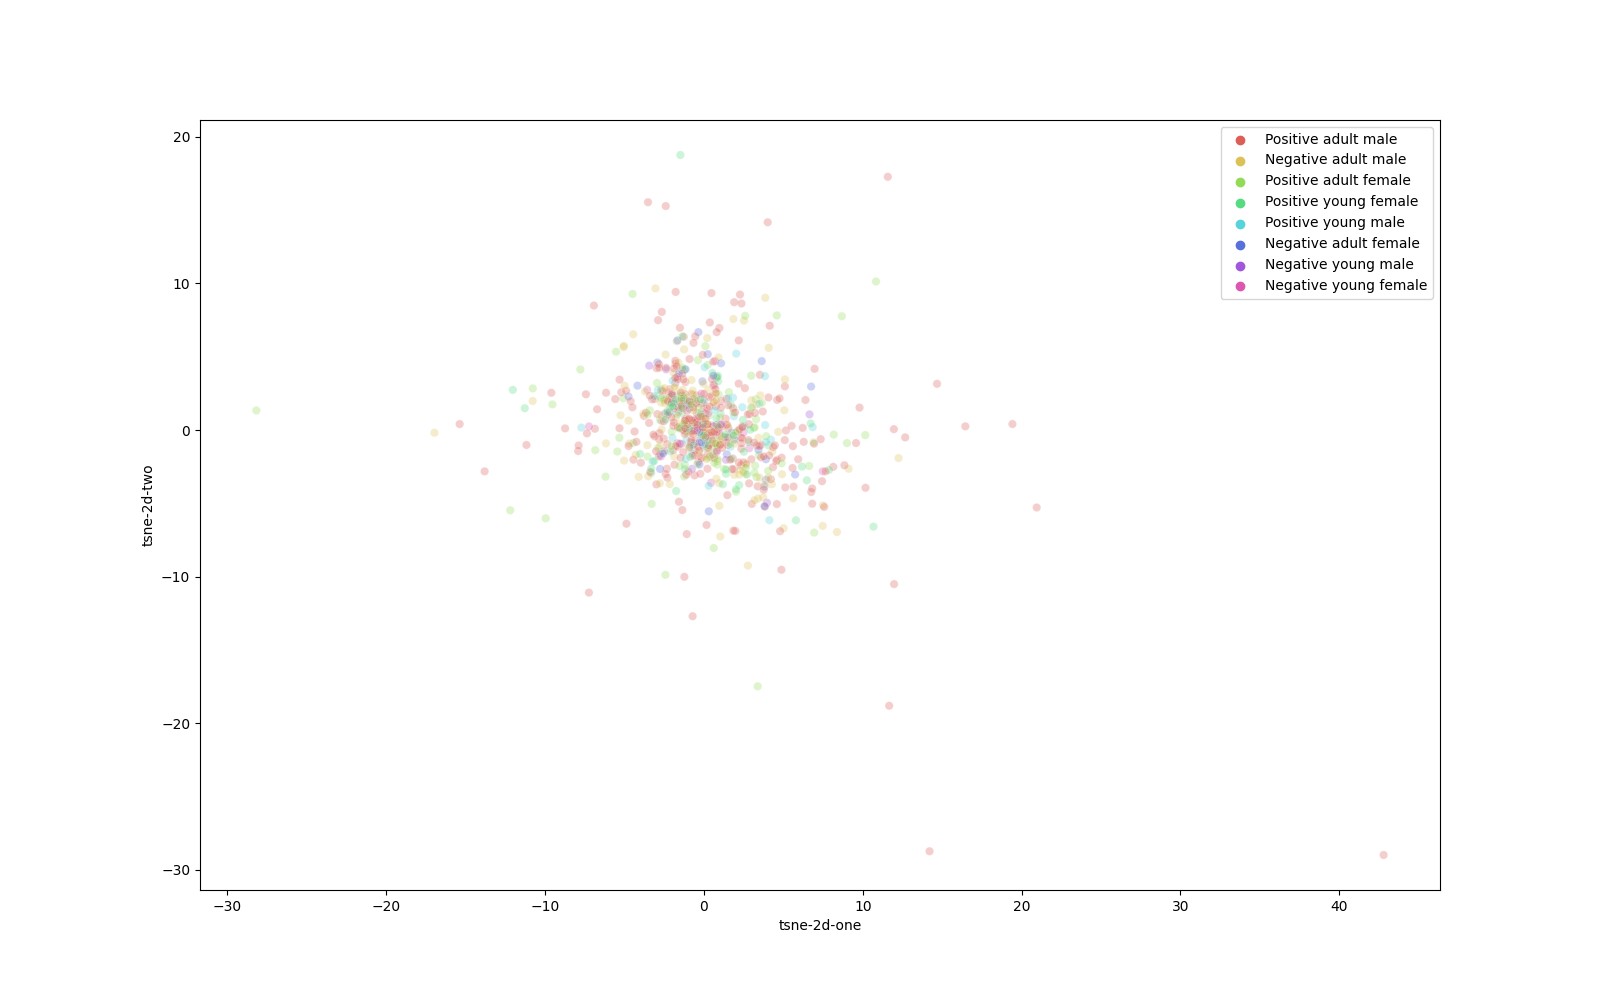 Positive adult male
Negative adult male
Positive adult female
Positive young female
Positive young male
Negative adult female
Negative young male
Negative young female
20
10
0
−10
−20
−30
tsne-2d-two
−30 −20 −10 0 10 20 30 40
tsne-2d-one